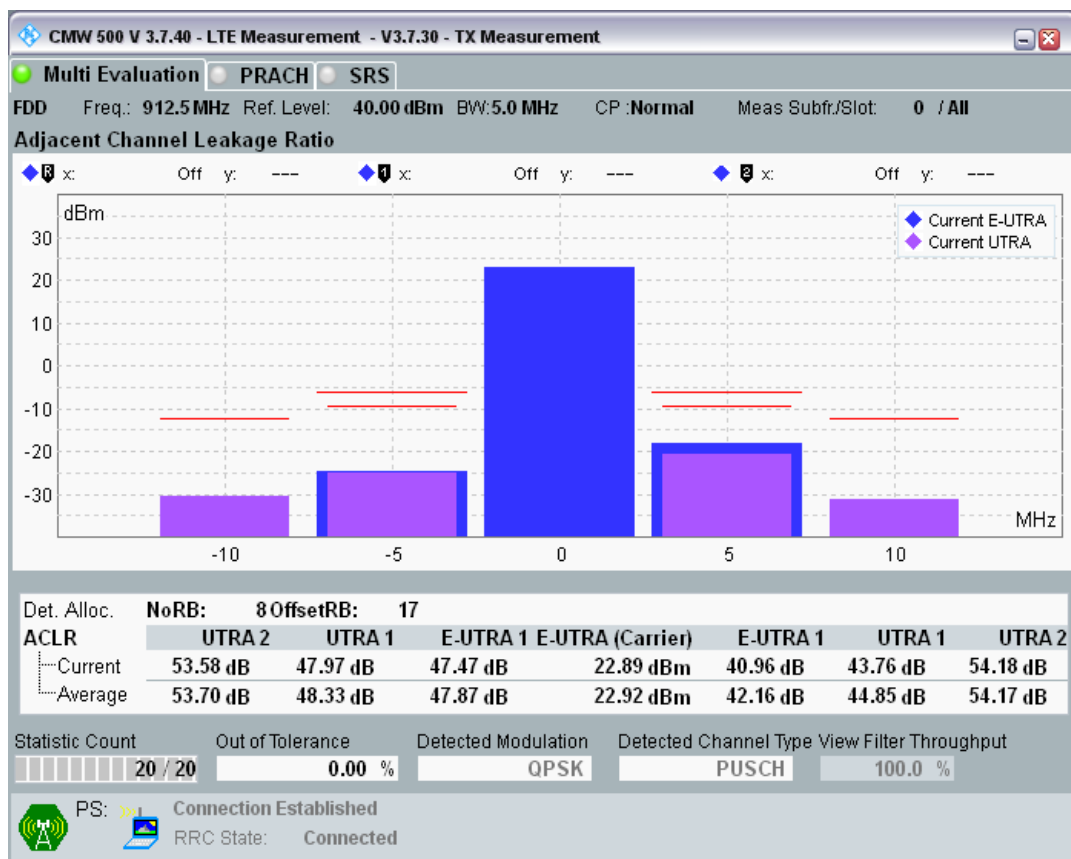 CMW 500 V 3.7.40 - LTE Measurement - V3.7.30 - TX Measurement
Multi Evaluation PRACH SRS
FDD Freq.: 912.5 MHz Ref. Level: 40.00 dBm BW:5.0 MHz CP :Normal Meas Subfr./Slot: 0 / All
Adjacent Channel Leakage Ratio
R x: Off y: --- 1 x: Off y: --- 2 x: Off y: ---
dBm
Current E-UTRA
Current UTRA
30
20
10
0
-10
-20
-30
MHz
-10 -5 0 5 10
Det. Alloc. NoRB: 8 OffsetRB: 17
ACLR UTRA 2 UTRA 1 E-UTRA 1 E-UTRA (Carrier) E-UTRA 1 UTRA 1 UTRA 2
Current 53.58 dB 47.97 dB 47.47 dB 22.89 dBm 40.96 dB 43.76 dB 54.18 dB
Average 53.70 dB 48.33 dB 47.87 dB 22.92 dBm 42.16 dB 44.85 dB 54.17 dB
Statistic Count Out of Tolerance Detected Modulation Detected Channel Type View Filter Throughput
20 / 20 0.00 % QPSK PUSCH 100.0 %
PS: Connection Established
RRC State: Connected